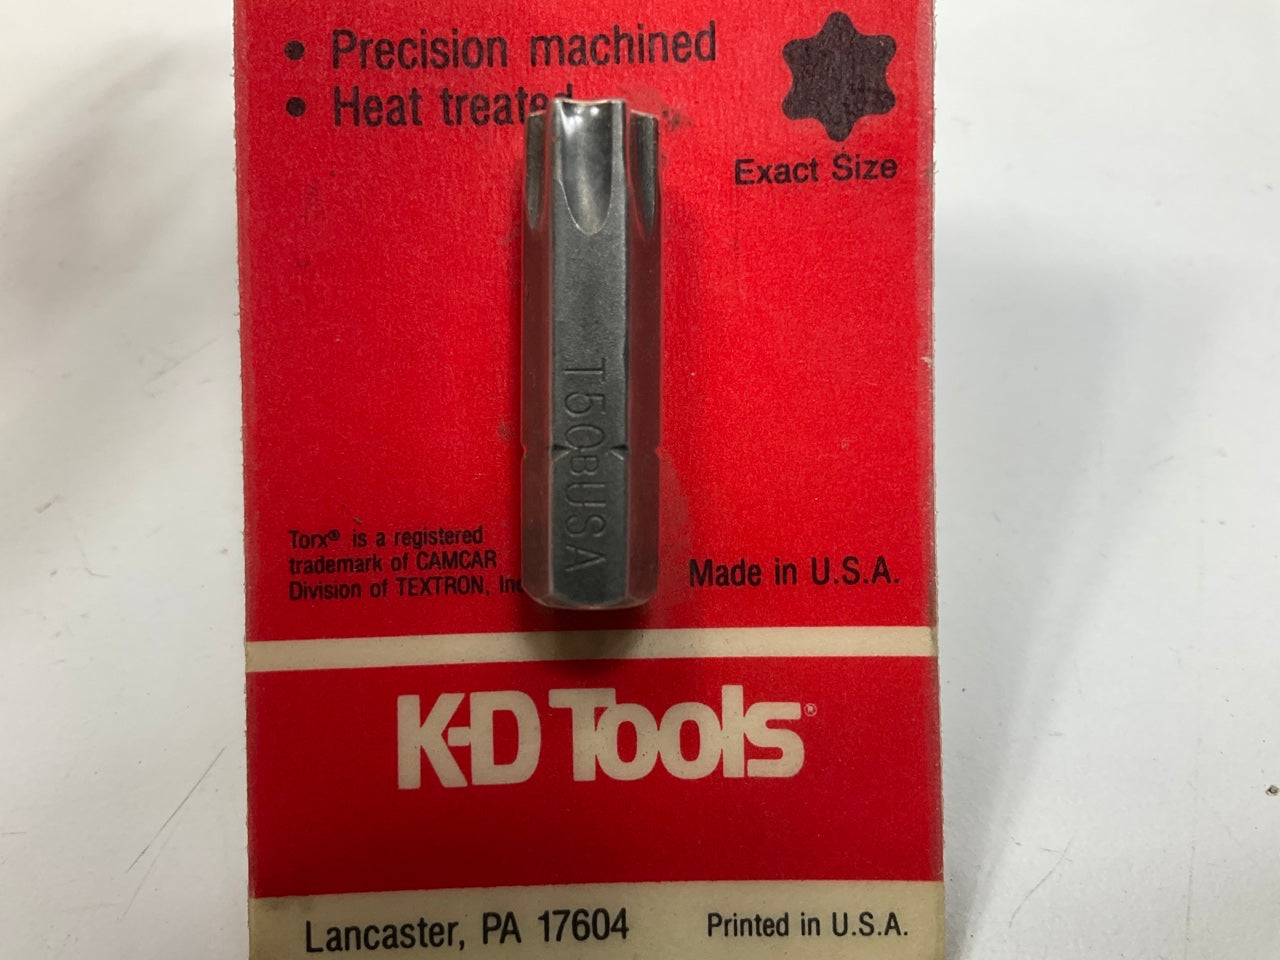 • Precision machined
• Heat treated
Exact Size
T50BUSA
Torx® is a registered
trademark of CAMCAR
Division of TEXTRON, Inc
Made in U.S.A.
K-D Tools®
Lancaster, PA 17604
Printed in U.S.A.